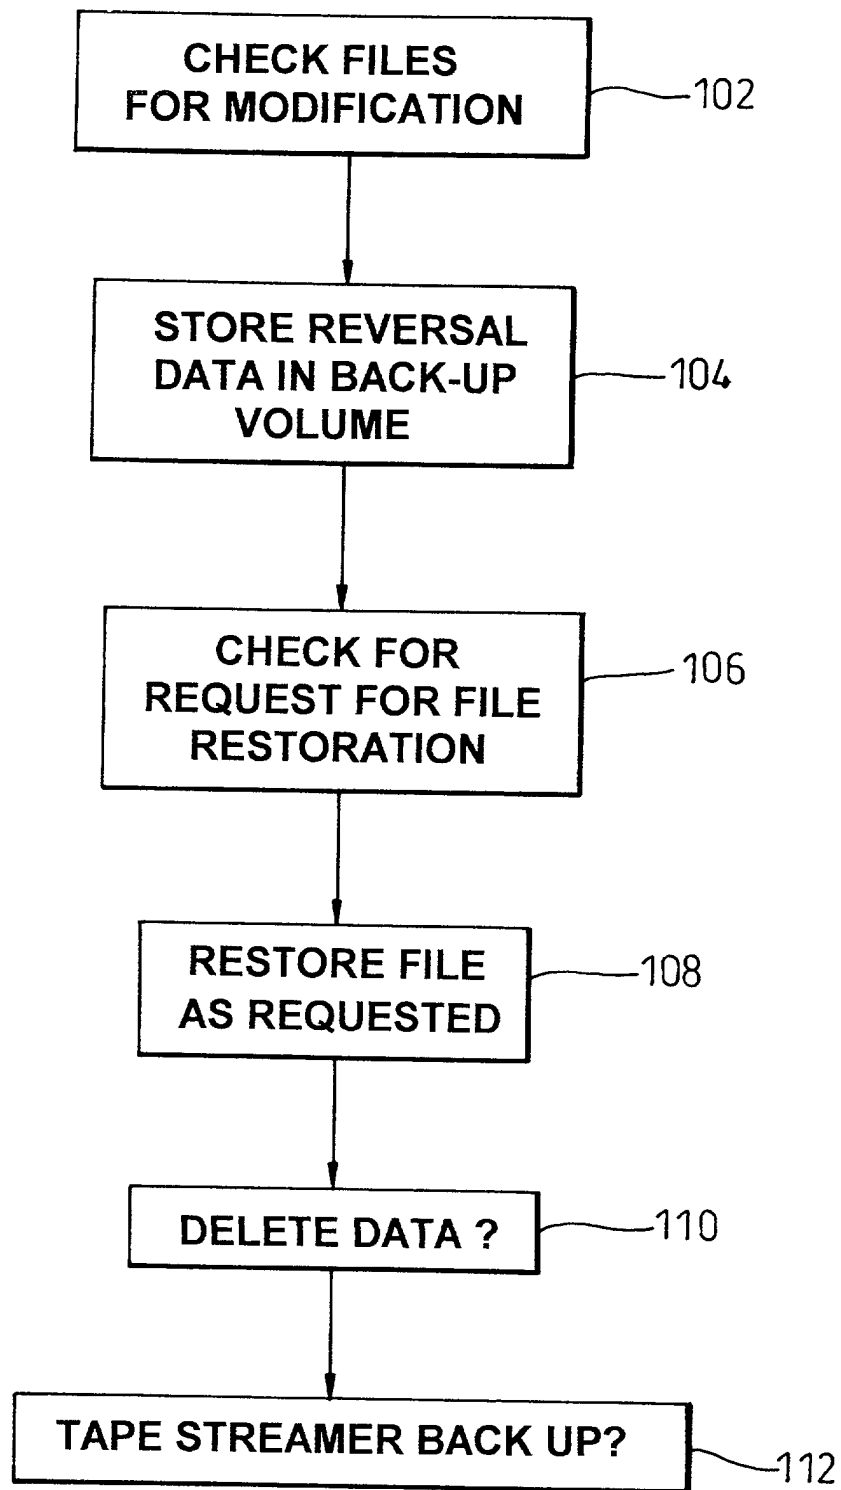 CHECK FILES
FOR MODIFICATION
102
STORE REVERSAL
DATA IN BACK-UP
VOLUME
104
CHECK FOR
REQUEST FOR FILE
RESTORATION
106
RESTORE FILE
AS REQUESTED
108
DELETE DATA ?
110
TAPE STREAMER BACK UP?
112